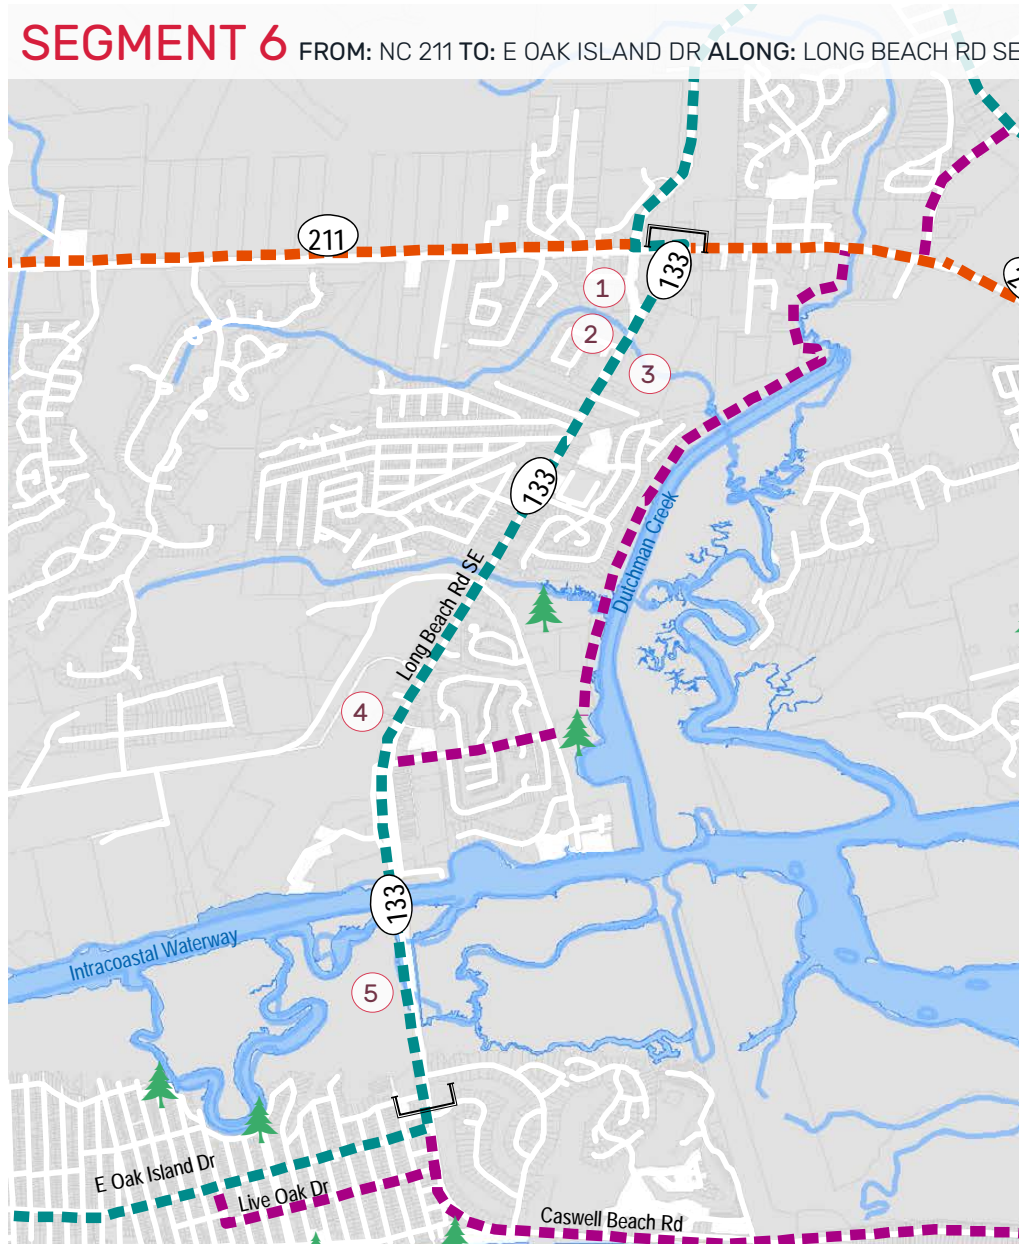 SEGMENT 6 FROM: NC 211 TO: E OAK ISLAND DR ALONG: LONG BEACH RD SE
211
133
1
2
3
133
Dutchman Creek
Long Beach Rd SE
4
133
Intracoastal Waterway
5
E Oak Island Dr
Live Oak Dr
Caswell Beach Rd